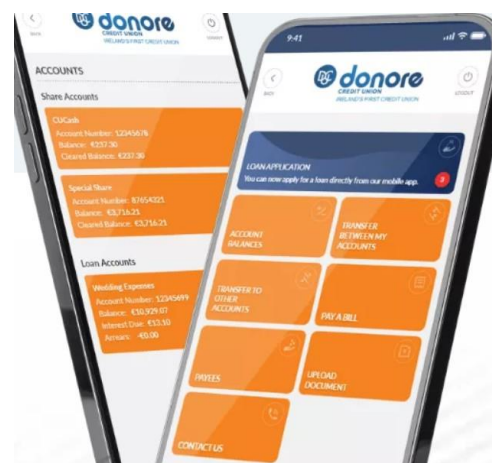 BACK
donore
CREDIT UNION
IRELAND'S FIRST CREDIT UNION
LOGOUT
ACCOUNTS
Share Accounts
CUCash
Account Number: 12345678
Balance: €237.30
Cleared Balance: €237.30
Special Share
Account Number: 87654321
Balance: €3,716.21
Cleared Balance: €3,716.21
Loan Accounts
Wedding Expenses
Account Number: 12345699
Balance: €10,929.07
Interest Due: €53.10
Arrears: -€0.00
9:41
BACK
donore
CREDIT UNION
IRELAND'S FIRST CREDIT UNION
LOGOUT
LOAN APPLICATION
You can now apply for a loan directly from our mobile app.
3
ACCOUNT
BALANCES
TRANSFER
BETWEEN MY
ACCOUNTS
TRANSFER TO
OTHER
ACCOUNTS
PAY A BILL
PAYEES
UPLOAD
DOCUMENT
CONTACT US